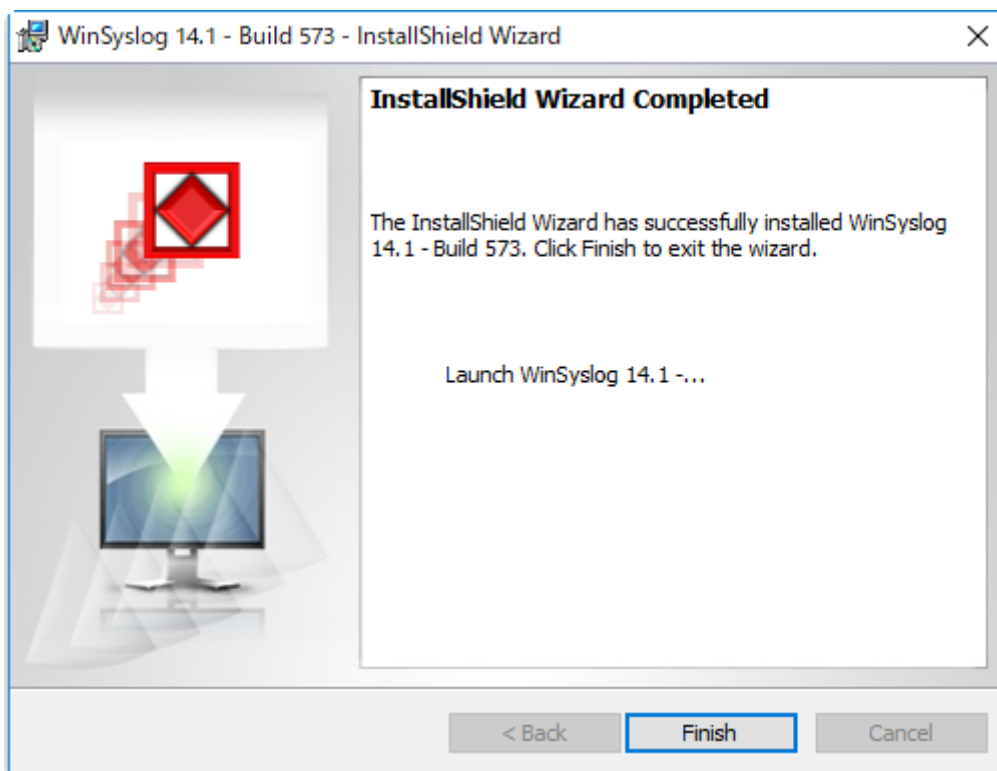 WinSyslog 14.1 - Build 573 - InstallShield Wizard
InstallShield Wizard Completed
The InstallShield Wizard has successfully installed WinSyslog
14.1 - Build 573. Click Finish to exit the wizard.
Launch WinSyslog 14.1 -...
< Back
Finish
Cancel